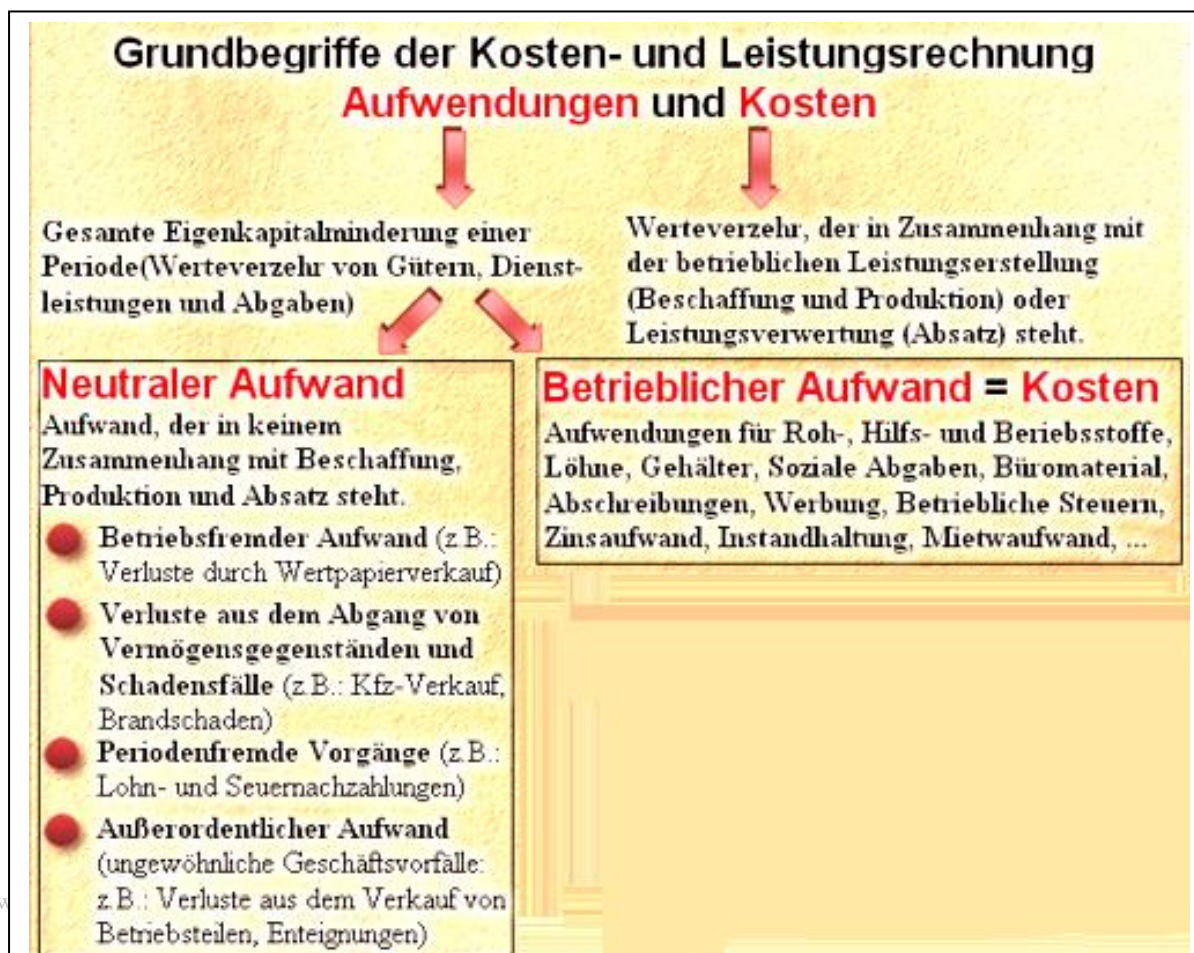 Grundbegriffe der Kosten- und Leistungsrechnung
Aufwendungen und Kosten
Gesamte Eigenkapitalminderung einer
Periode(Werteverzehr von Gütern, Dienst-
leistungen und Abgaben)
Werteverzehr, der in Zusammenhang mit
der betrieblichen Leistungserstellung
(Beschaffung und Produktion) oder
Leistungsverwertung (Absatz) steht.
Neutraler Aufwand
Aufwand, der in keinem
Zusammenhang mit Beschaffung,
Produktion und Absatz steht.
Betriebsfremder Aufwand (z.B.:
Verluste durch Wertpapierverkauf)
Verluste aus dem Abgang von
Vermögensgegenständen und
Schadensfälle (z.B.: Kfz-Verkauf,
Brandschaden)
Periodenfremde Vorgänge (z.B.:
Lohn- und Seuernachzahlungen)
Außerordentlicher Aufwand
(ungewöhnliche Geschäftsvorfälle:
z.B.: Verluste aus dem Verkauf von
Betriebsteilen, Enteignungen)
Betrieblicher Aufwand = Kosten
Aufwendungen für Roh-, Hilfs- und Beriebsstoffe,
Löhne, Gehälter, Soziale Abgaben, Büromaterial,
Abschreibungen, Werbung, Betriebliche Steuern,
Zinsaufwand, Instandhaltung, Mietwaufwand, ...